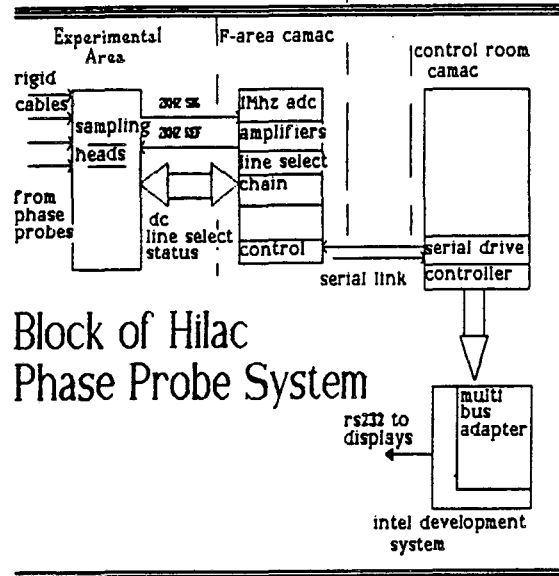 Experimental
Area
F-area camac
control room
camac
rigid
cables
sampling
heads
from
phase
probes
1Mhz adc
amplifiers
line select
chain
control
dc
line select
status
serial link
serial drive
controller
Block of Hilac
Phase Probe System
multi
bus
adapter
rs232 to
displays
intel development
system